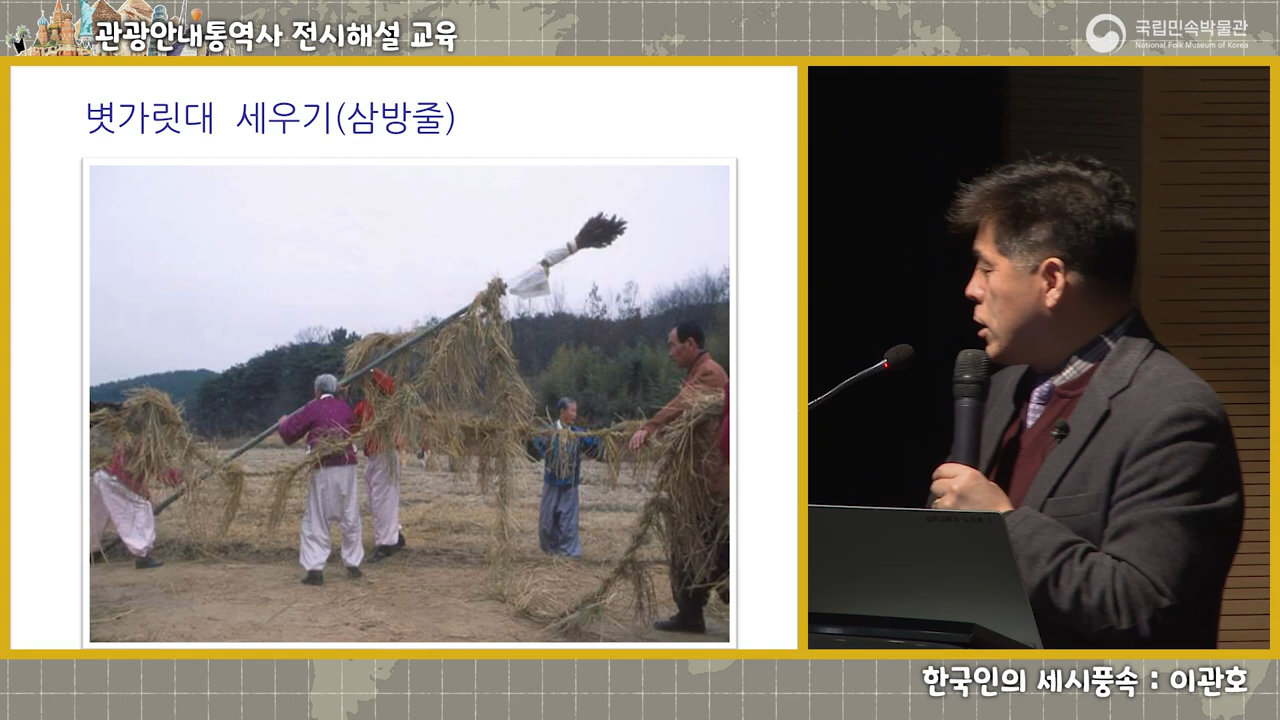 관광안내통역사 전시해설 교육
국립민속박물관
National Folk Museum of Korea
볏가릿대 세우기(삼방줄)
한국인의 세시풍속 : 이관호